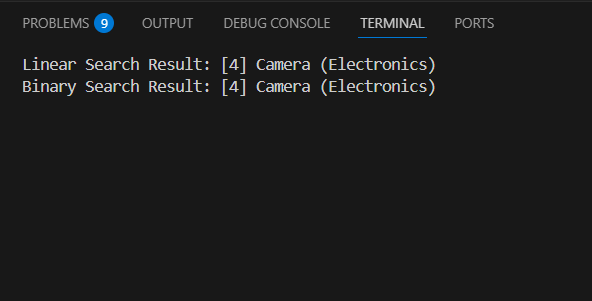 PROBLEMS 9 OUTPUT DEBUG CONSOLE TERMINAL PORTS
Linear Search Result: [4] Camera (Electronics)
Binary Search Result: [4] Camera (Electronics)